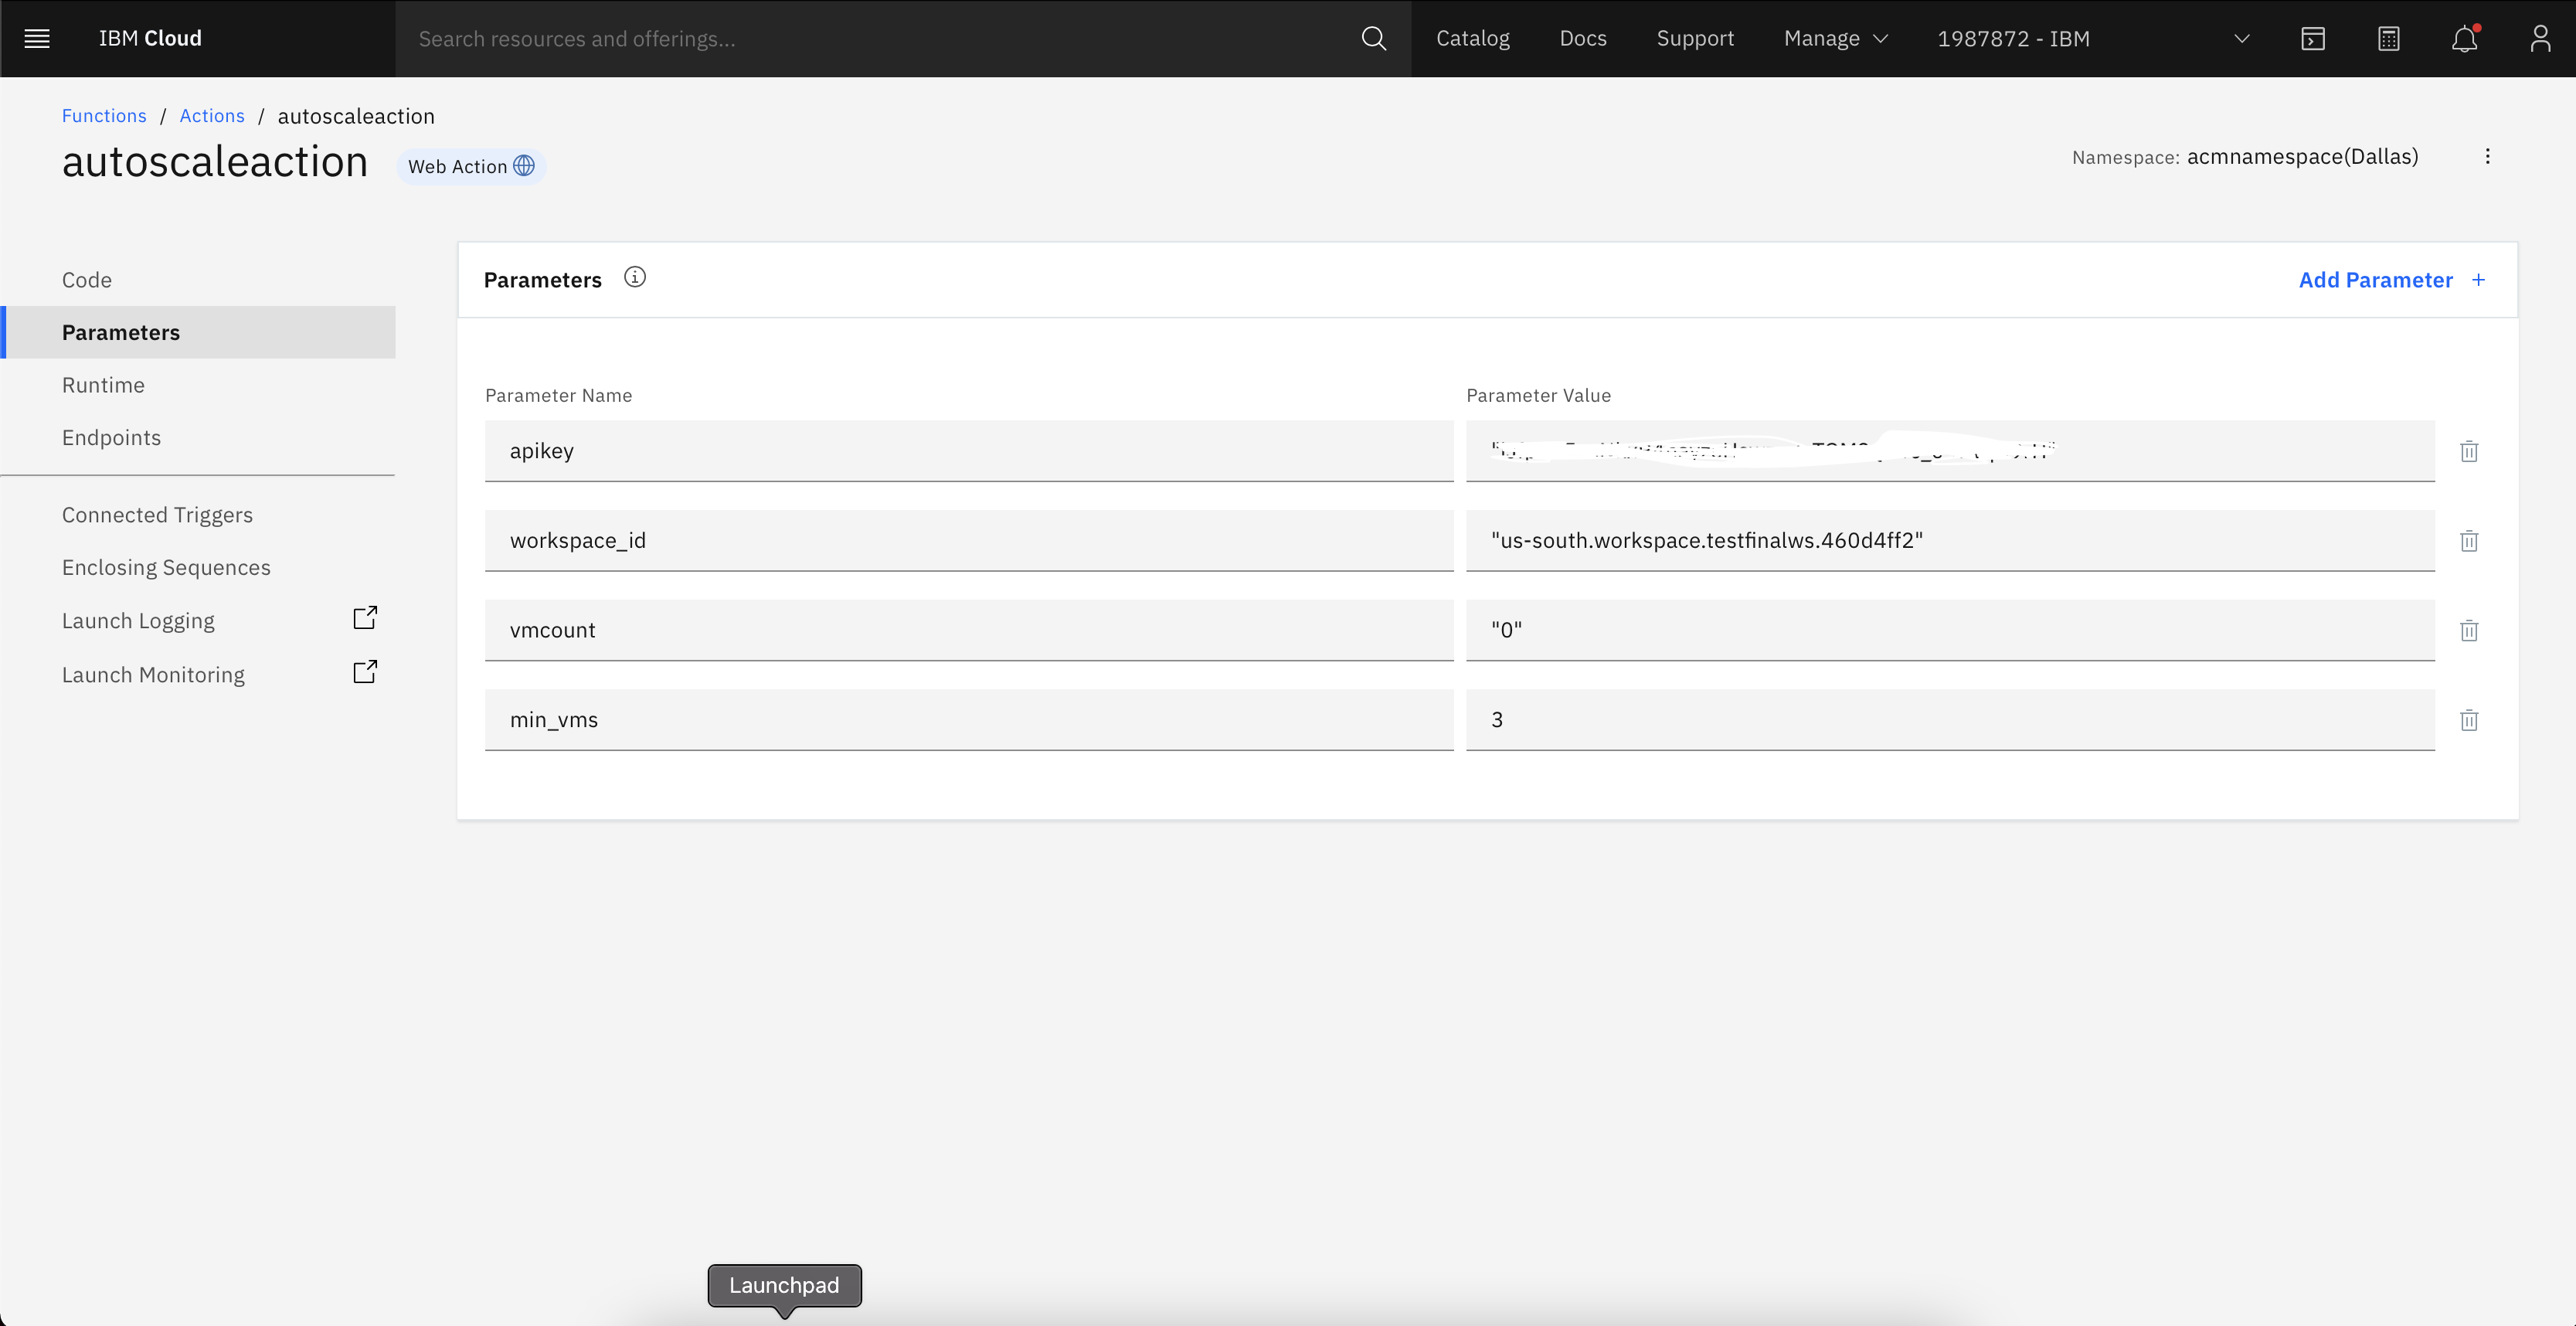 IBM Cloud
Search resources and offerings...
Catalog
Docs
Support
Manage
1987872 - IBM
Functions / Actions / autoscaleaction
autoscaleaction
Web Action
Namespace: acmnamespace(Dallas)
Code
Parameters
Runtime
Endpoints
Connected Triggers
Enclosing Sequences
Launch Logging
Launch Monitoring
Parameters
Add Parameter +
Parameter Name
Parameter Value
apikey
workspace_id
"us-south.workspace.testfinalws.460d4ff2"
vmcount
"0"
min_vms
3
Launchpad